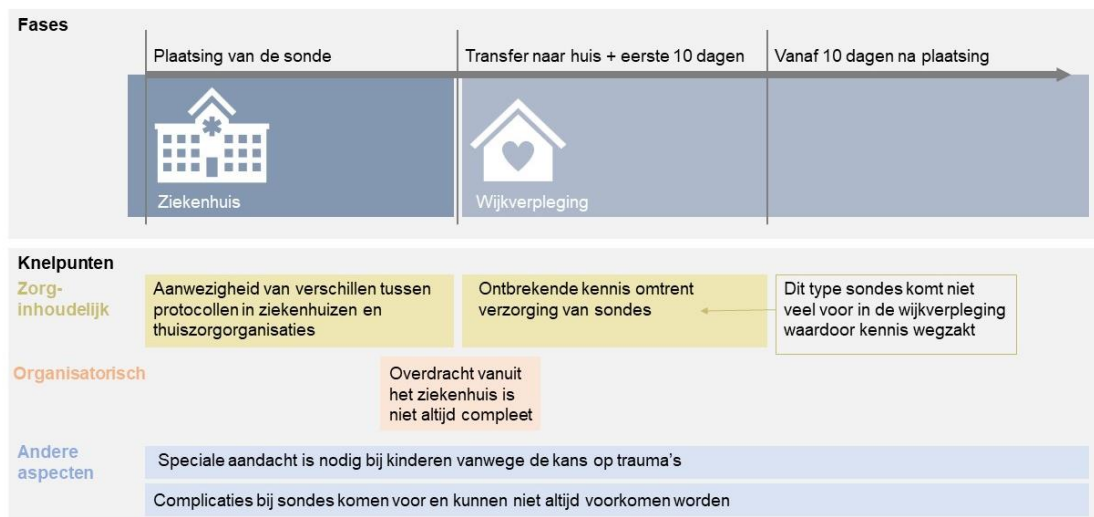 Fases
Plaatsing van de sonde
Transfer naar huis + eerste 10 dagen
Vanaf 10 dagen na plaatsing
Ziekenhuis
Wijkverpleging
Knelpunten
Zorg-
inhoudelijk
Aanwezigheid van verschillen tussen
protocollen in ziekenhuizen en
thuiszorgorganisaties
Ontbrekende kennis omtrent
verzorging van sondes
Dit type sondes komt niet
veel voor in de wijkverpleging
waardoor kennis wegzakt
Organisatorisch
Overdracht vanuit
het ziekenhuis is
niet altijd compleet
Andere
aspecten
Speciale aandacht is nodig bij kinderen vanwege de kans op trauma’s
Complicaties bij sondes komen voor en kunnen niet altijd voorkomen worden